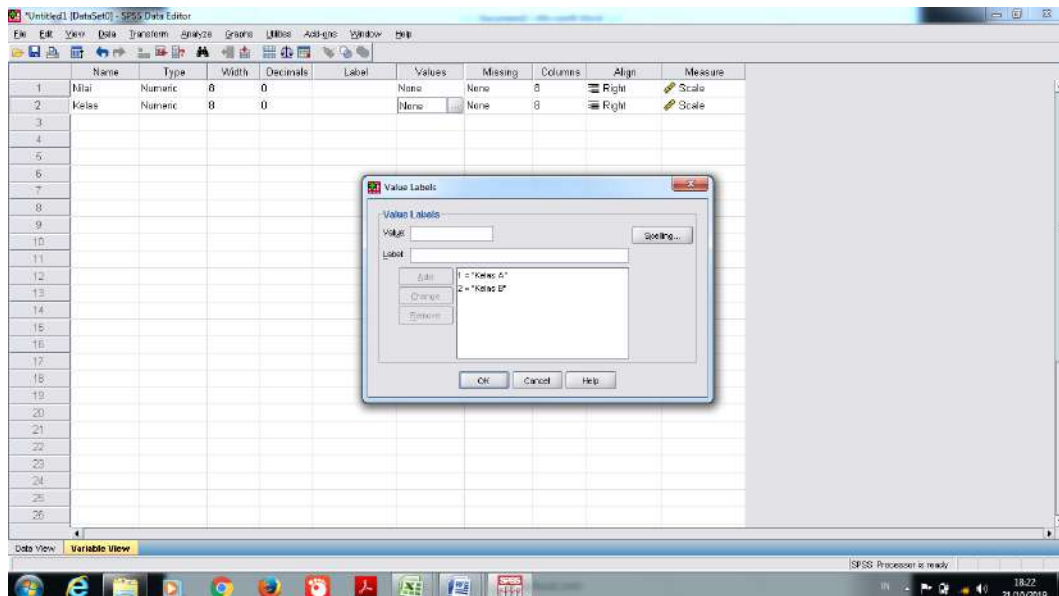 *Untitled1 [DataSet0] - SPSS Data Editor
File Edit View Data Transform Analyze Graphs Utilities Add-ons Window Help
Name Type Width Decimals Label Values Missing Columns Align Measure
1 Nilai Numeric 8 0 None None 8 Right Scale
2 Kelas Numeric 8 0 None ... None 8 Right Scale
3
4
5
6
7
8
9
10
11
12
13
14
15
16
17
18
19
20
21
22
23
24
25
26
Value Labels
Value Labels
Value:
Spelling...
Label:
Add
1 = "Kelas A"
Change
2 = "Kelas B"
Remove
OK Cancel Help
Data View Variable View
SPSS Processor is ready
IN
18:22
21/10/2019